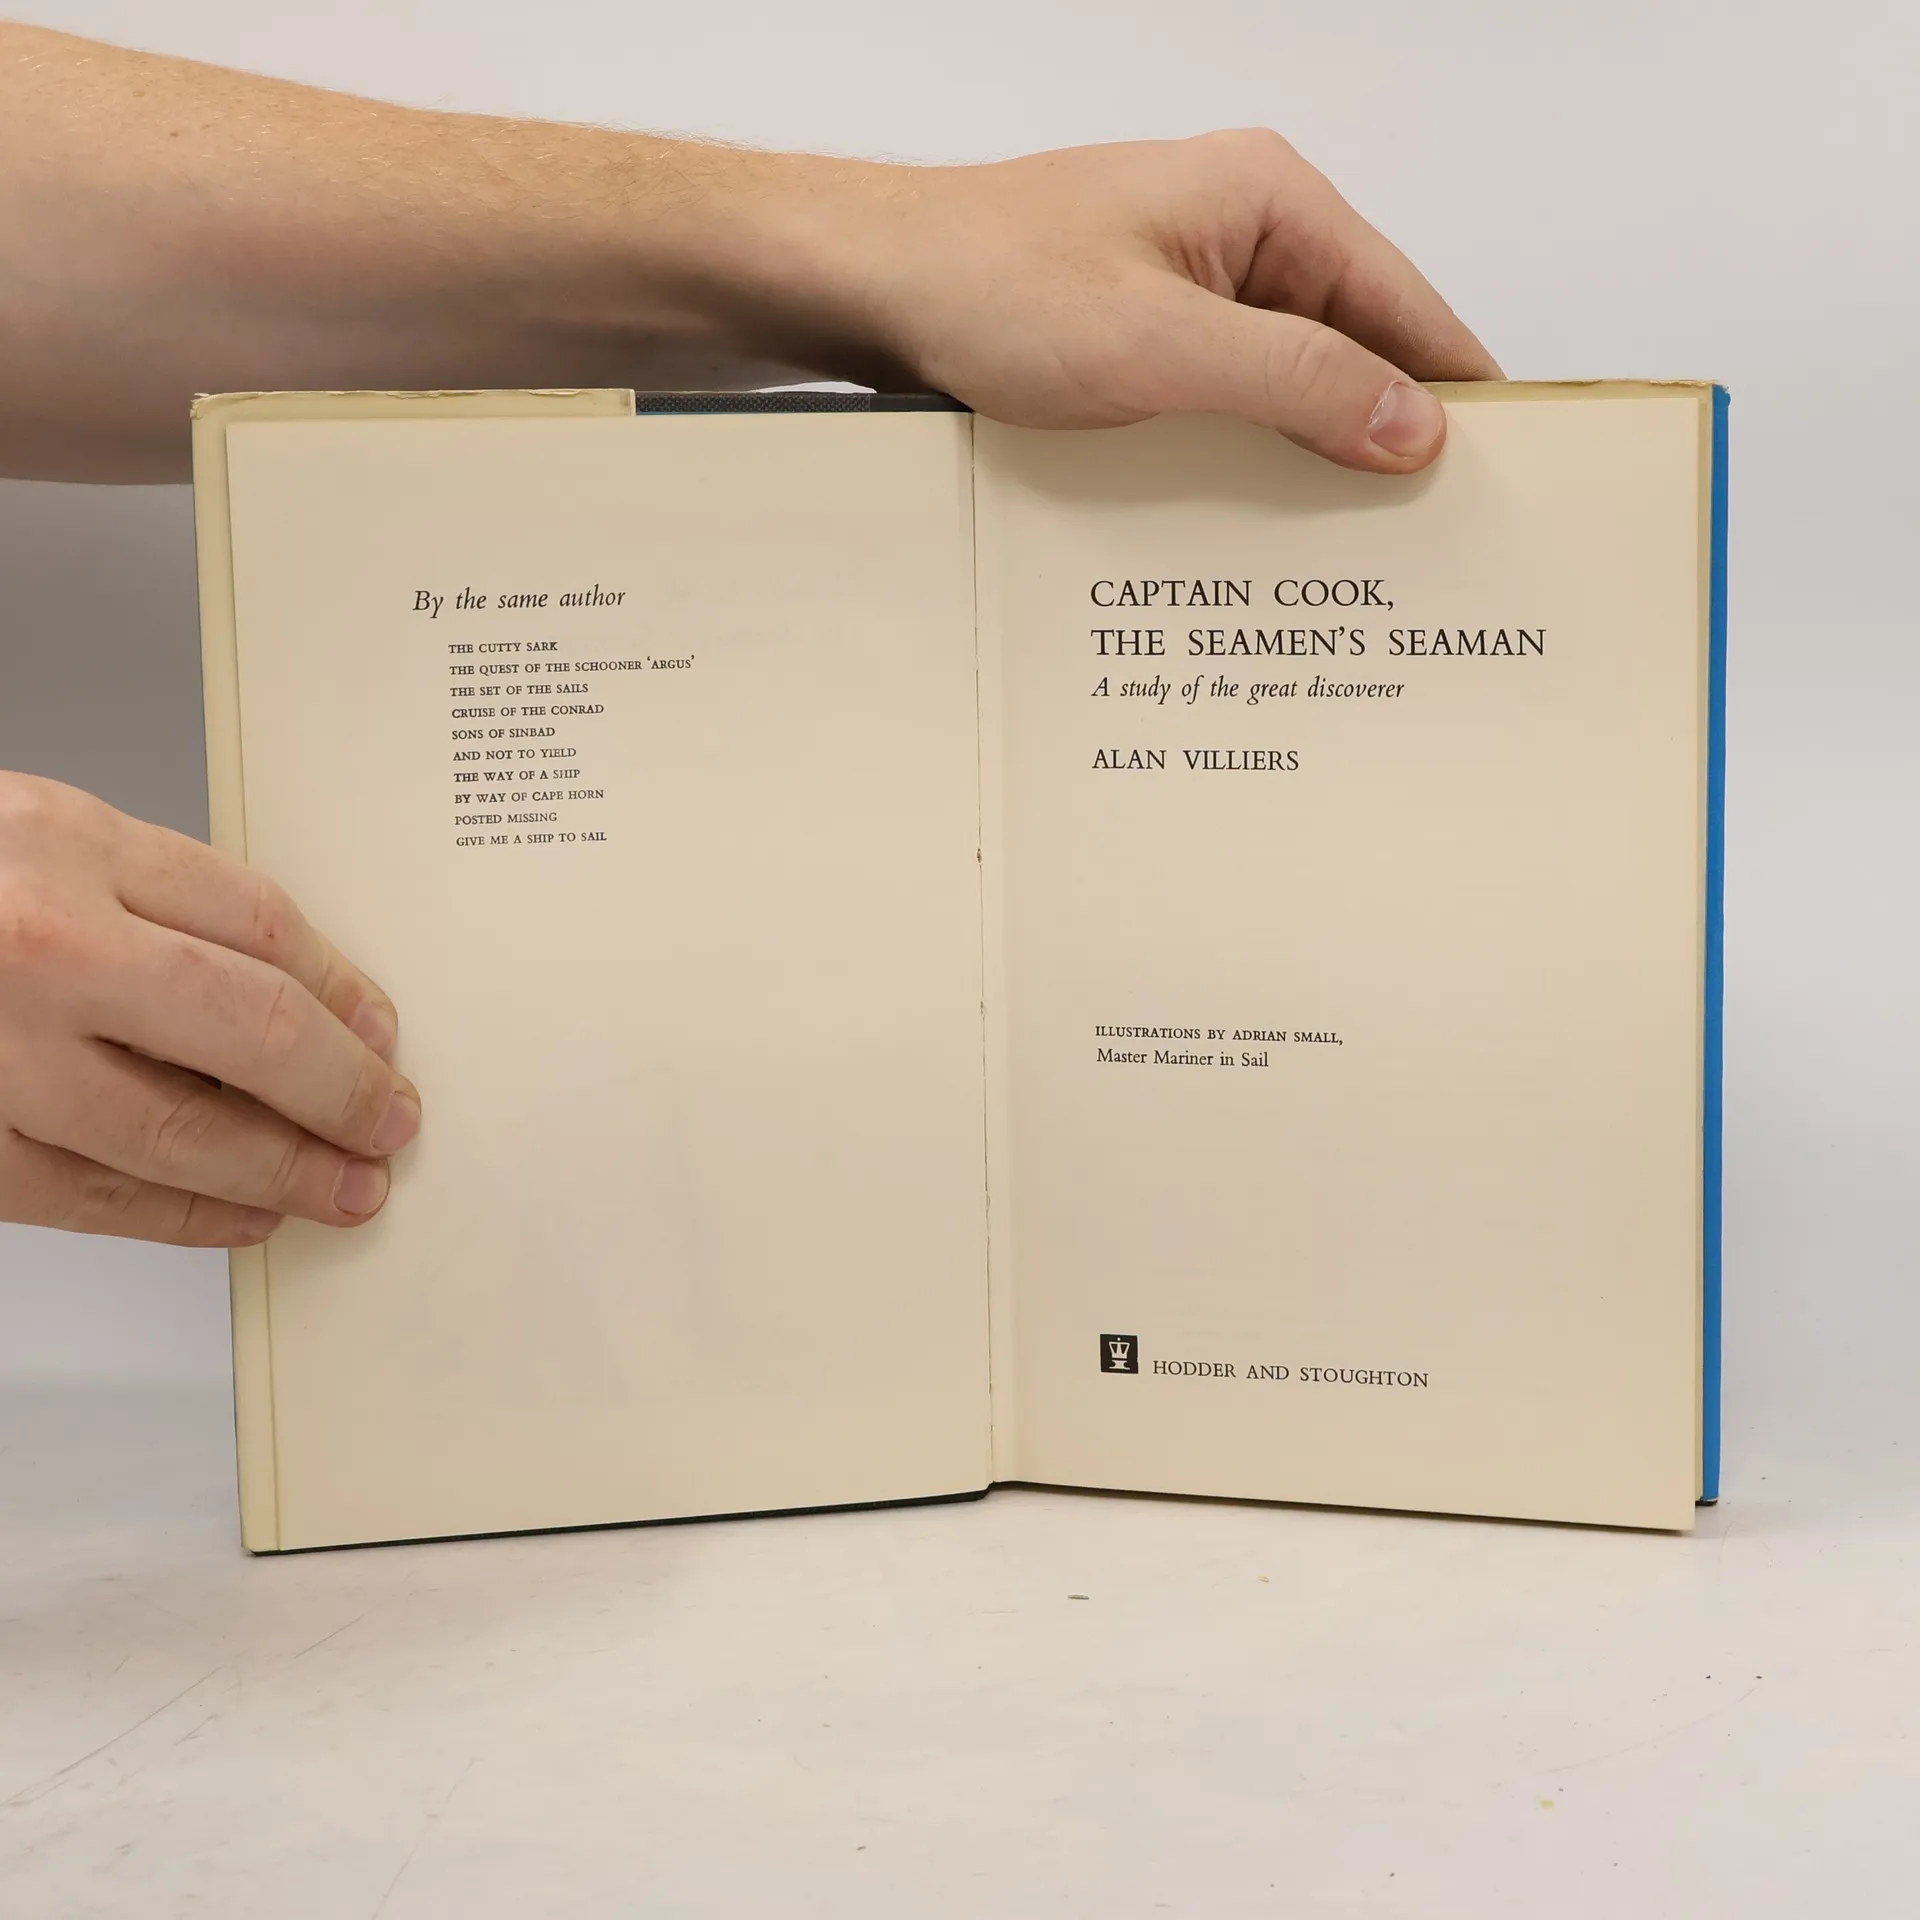 By the same author
THE CUTTY SARK
THE QUEST OF THE SCHOONER ‘ARGUS’
THE SET OF THE SAILS
CRUISE OF THE CONRAD
SONS OF SINBAD
AND NOT TO YIELD
THE WAY OF A SHIP
BY WAY OF CAPE HORN
POSTED MISSING
GIVE ME A SHIP TO SAIL
CAPTAIN COOK,
THE SEAMEN’S SEAMAN
A study of the great discoverer
ALAN VILLIERS
ILLUSTRATIONS BY ADRIAN SMALL,
Master Mariner in Sail
HODDER AND STOUGHTON